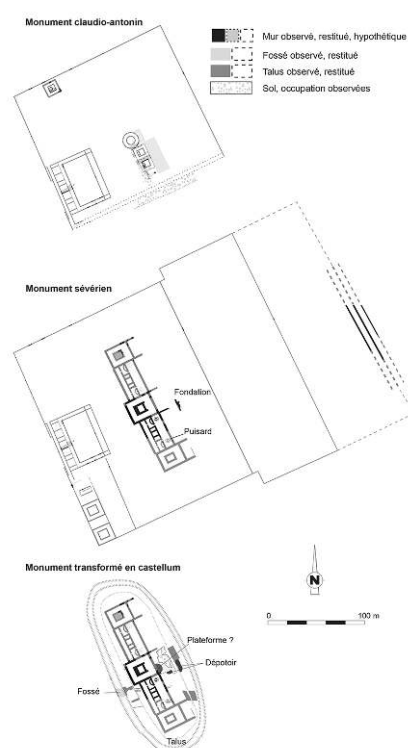 Monument claudio-antonin
Mur observé, restitué, hypothétique
Fossé observé, restitué
Talus observé, restitué
Sol, occupation observées
Monument sévérien
Fondation
Puisard
Monument transformé en castellum
N
0 100 m
Plateforme ?
Dépotoir
Fossé
Talus